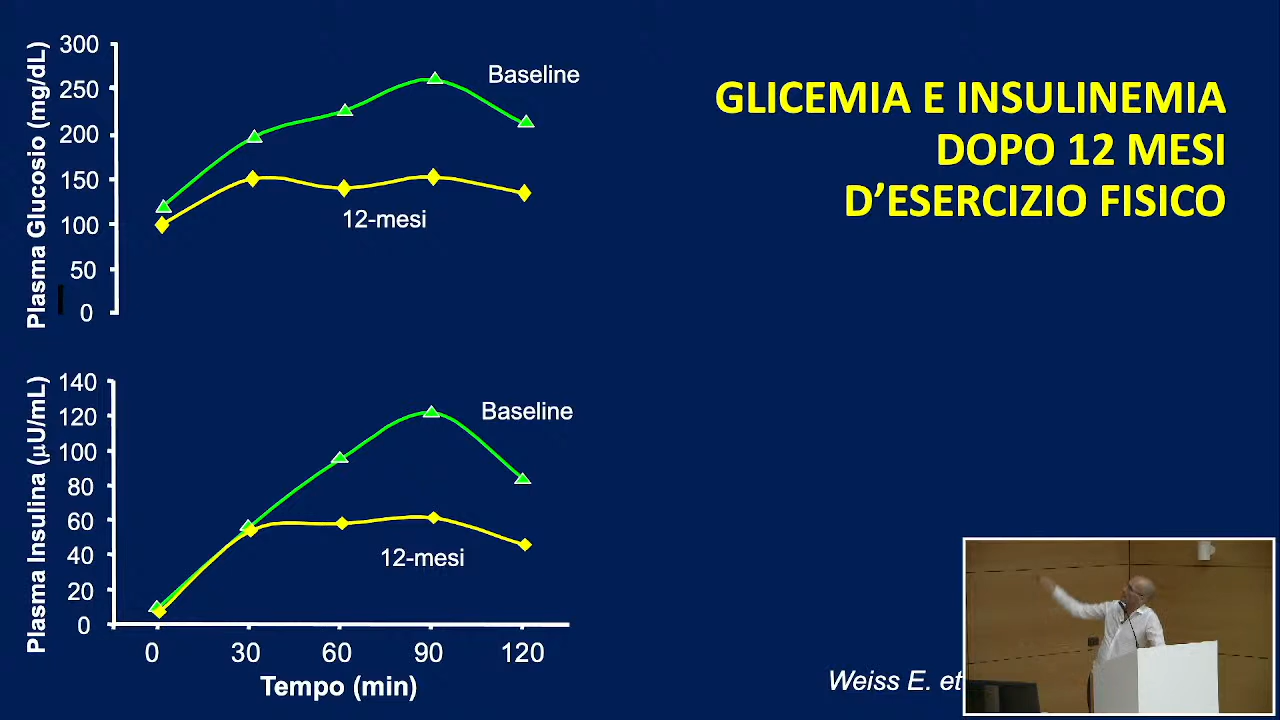 GLICEMIA E INSULINEMIA
DOPO 12 MESI
D’ESERCIZIO FISICO
Plasma Glucosio (mg/dL)
300
250
200
150
100
50
0
Baseline
12-mesi
Plasma Insulina (µU/mL)
140
120
100
80
60
40
20
0
Baseline
12-mesi
0 30 60 90 120
Tempo (min)
Weiss E. et